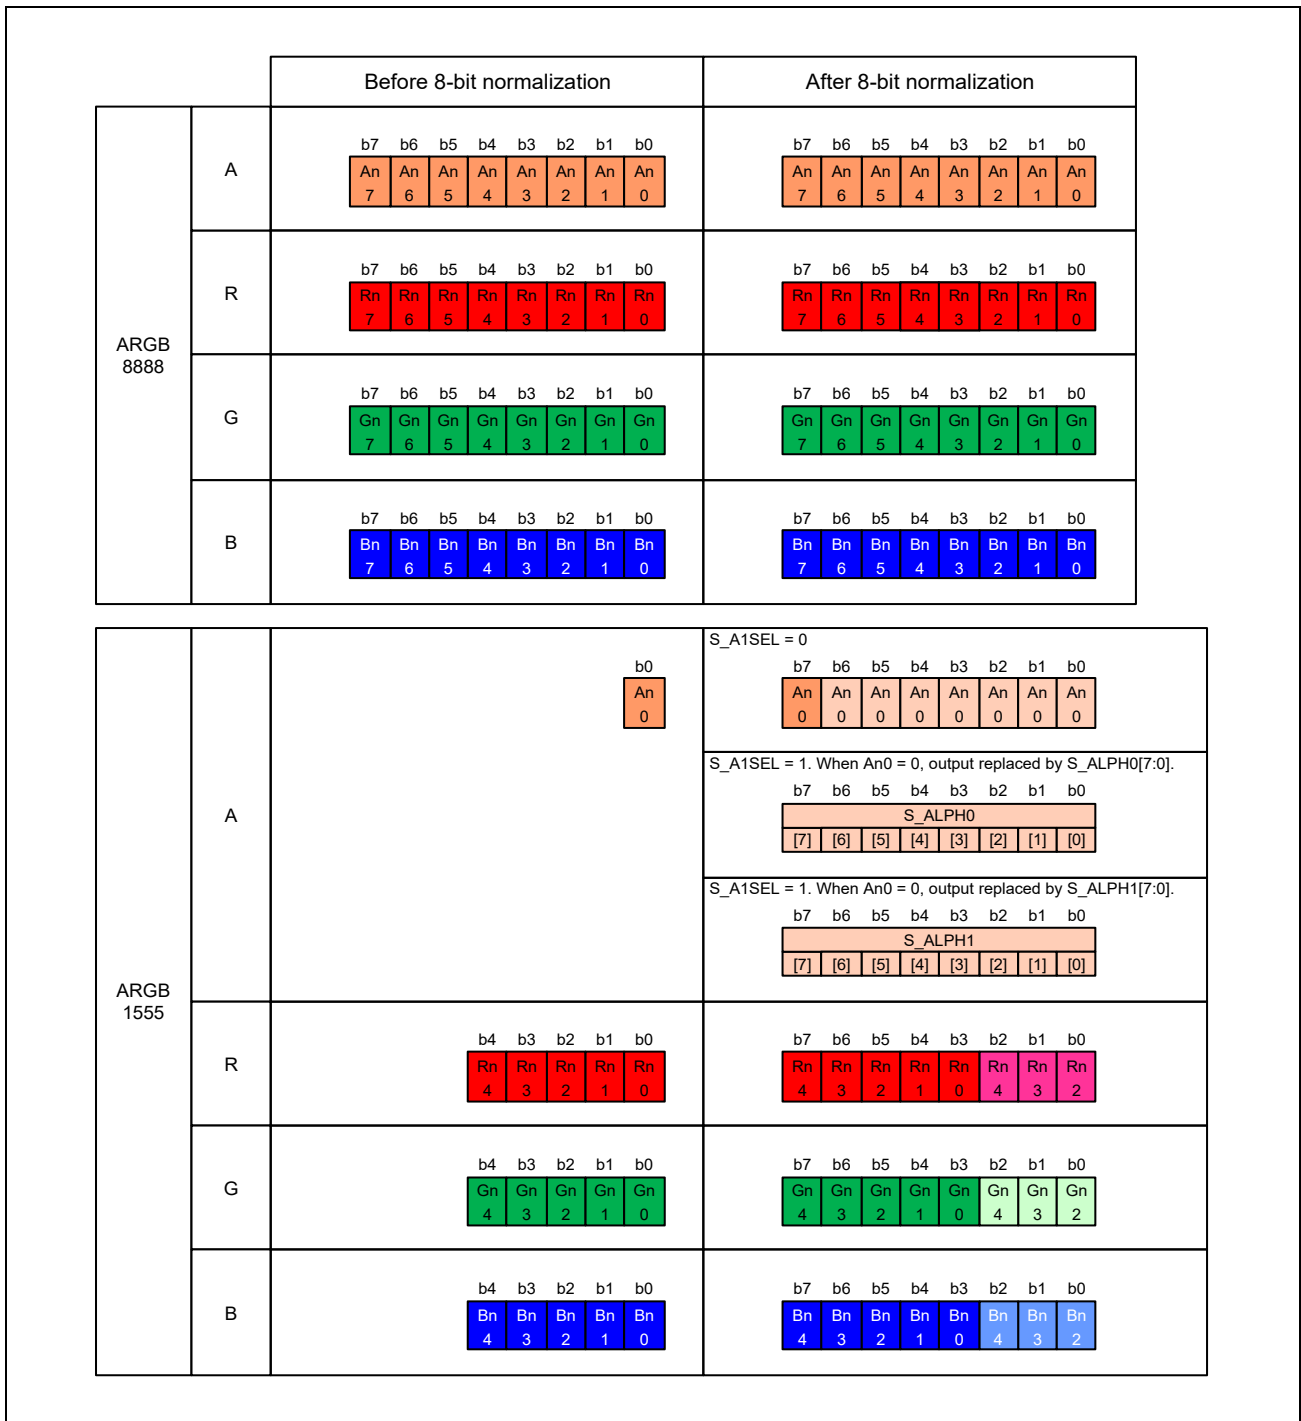 Before 8-bit normalization After 8-bit normalization
ARGB
8888
A
b7 b6 b5 b4 b3 b2 b1 b0 b7 b6 b5 b4 b3 b2 b1 b0
An An An An An An An An An An An An An An An An
7 6 5 4 3 2 1 0 7 6 5 4 3 2 1 0
R
b7 b6 b5 b4 b3 b2 b1 b0 b7 b6 b5 b4 b3 b2 b1 b0
Rn Rn Rn Rn Rn Rn Rn Rn Rn Rn Rn Rn Rn Rn Rn Rn
7 6 5 4 3 2 1 0 7 6 5 4 3 2 1 0
G
b7 b6 b5 b4 b3 b2 b1 b0 b7 b6 b5 b4 b3 b2 b1 b0
Gn Gn Gn Gn Gn Gn Gn Gn Gn Gn Gn Gn Gn Gn Gn Gn
7 6 5 4 3 2 1 0 7 6 5 4 3 2 1 0
B
b7 b6 b5 b4 b3 b2 b1 b0 b7 b6 b5 b4 b3 b2 b1 b0
Bn Bn Bn Bn Bn Bn Bn Bn Bn Bn Bn Bn Bn Bn Bn Bn
7 6 5 4 3 2 1 0 7 6 5 4 3 2 1 0
ARGB
1555
A
b0
An
0
S_A1SEL = 0
b7 b6 b5 b4 b3 b2 b1 b0
An An An An An An An An
0 0 0 0 0 0 0 0
S_A1SEL = 1. When An0 = 0, output replaced by S_ALPH0[7:0].
b7 b6 b5 b4 b3 b2 b1 b0
S_ALPH0
[7] [6] [5] [4] [3] [2] [1] [0]
S_A1SEL = 1. When An0 = 0, output replaced by S_ALPH1[7:0].
b7 b6 b5 b4 b3 b2 b1 b0
S_ALPH1
[7] [6] [5] [4] [3] [2] [1] [0]
R
b4 b3 b2 b1 b0 b7 b6 b5 b4 b3 b2 b1 b0
Rn Rn Rn Rn Rn Rn Rn Rn Rn Rn Rn Rn Rn
4 3 2 1 0 4 3 2 1 0 4 3 2
G
b4 b3 b2 b1 b0 b7 b6 b5 b4 b3 b2 b1 b0
Gn Gn Gn Gn Gn Gn Gn Gn Gn Gn Gn Gn Gn
4 3 2 1 0 4 3 2 1 0 4 3 2
B
b4 b3 b2 b1 b0 b7 b6 b5 b4 b3 b2 b1 b0
Bn Bn Bn Bn Bn Bn Bn Bn Bn Bn Bn Bn Bn
4 3 2 1 0 4 3 2 1 0 4 3 2